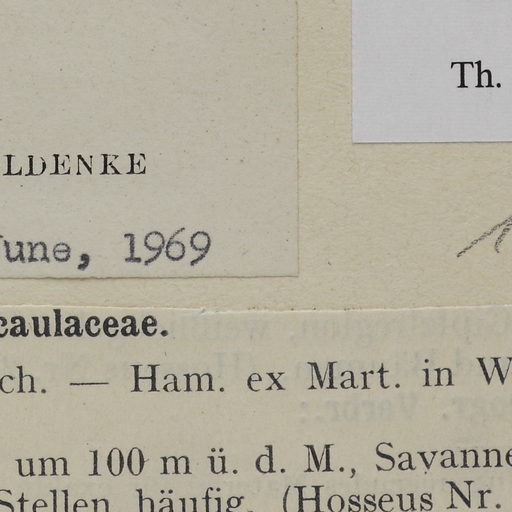 Th.
LDENKE
June, 1969
caulaceae.
ch. — Ham. ex Mart. in W
um 100 m ü. d. M., Savanne
Stellen häufig. (Hosseus Nr.